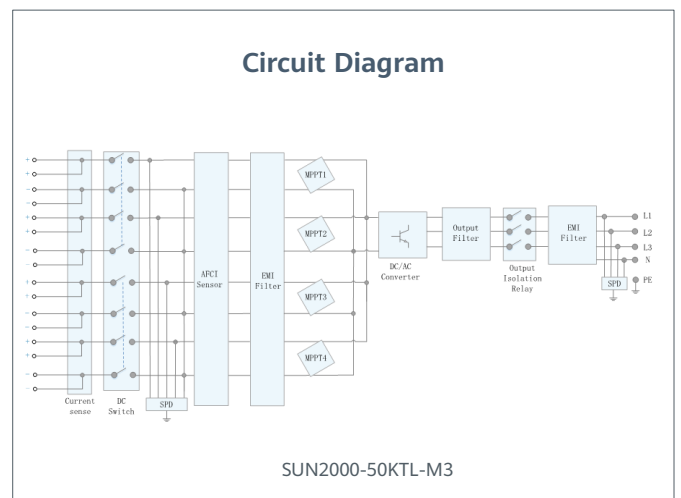 Circuit Diagram
+
+
-
-
+
+
-
-
+
+
-
-
+
+
-
-
Current
sense
DC
Switch
SPD
AFCI
Sensor
EMI
Filter
MPPT1
MPPT2
MPPT3
MPPT4
DC/AC
Converter
Output
Filter
Output
Isolation
Relay
EMI
Filter
L1
L2
L3
N
PE
SPD
SUN2000-50KTL-M3